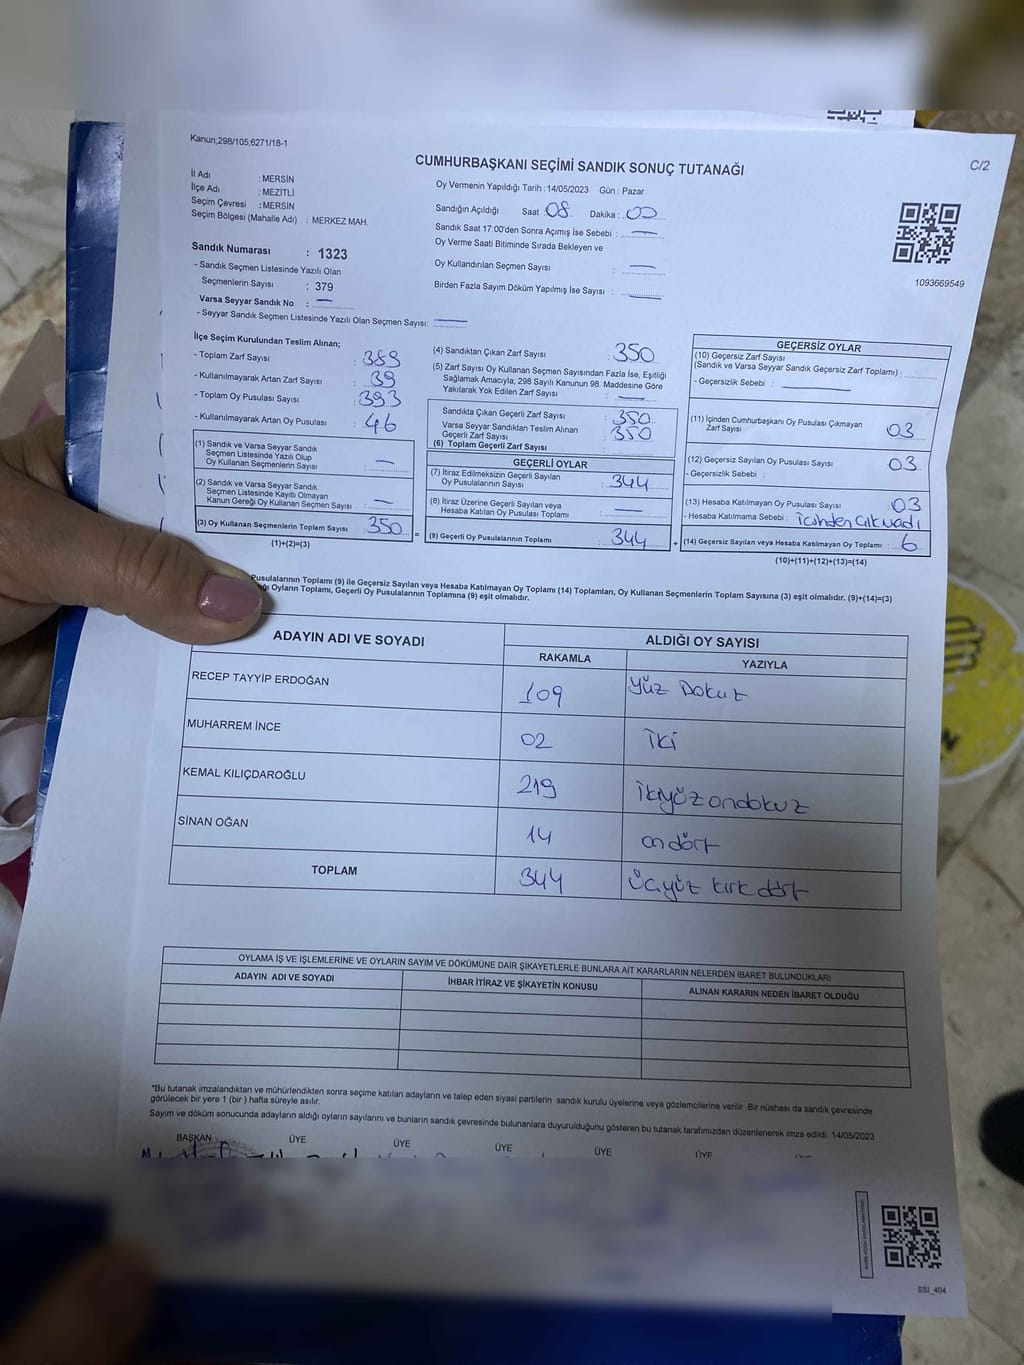 Kanun;298/105;6271/18-1
CUMHURBAŞKANI SEÇİMİ SANDIK SONUÇ TUTANAĞI
C/2
İl Adı : MERSİN
İlçe Adı : MEZİTLİ
Seçim Çevresi : MERSİN
Seçim Bölgesi (Mahalle Adı) : MERKEZ MAH.
Sandık Numarası : 1323
- Sandık Seçmen Listesinde Yazılı Olan
Seçmenlerin Sayısı : 379
Varsa Seyyar Sandık No : —
- Seyyar Sandık Seçmen Listesinde Yazılı Olan Seçmen Sayısı: —
Oy Vermenin Yapıldığı Tarih : 14/05/2023 Gün : Pazar
Sandığın Açıldığı Saat : 08 Dakika : 00
Sandık Saat 17:00'den Sonra Açımış İse Sebebi : —
Oy Verme Saati Bitiminde Sırada Bekleyen ve
Oy Kullandırılan Seçmen Sayısı : —
Birden Fazla Sayım Döküm Yapılmış İse Sayısı : —
1093669549
İlçe Seçim Kurulundan Teslim Alınan;
- Toplam Zarf Sayısı : 389
- Kullanılmayarak Artan Zarf Sayısı : 39
- Toplam Oy Pusulası Sayısı : 393
- Kullanılmayarak Artan Oy Pusulası : 46
(1) Sandık ve Varsa Seyyar Sandık
Seçmen Listesinde Yazılı Olup
Oy Kullanan Seçmenlerin Sayısı : —
(2) Sandık ve Varsa Seyyar Sandık
Seçmen Listesinde Kayıtlı Olmayan
Kanun Gereği Oy Kullanan Seçmen Sayısı : —
(3) Oy Kullanan Seçmenlerin Toplam Sayısı : 350
(1)+(2)=(3)
(4) Sandıktan Çıkan Zarf Sayısı : 350
(5) Zarf Sayısı Oy Kullanan Seçmen Sayısından Fazla İse, Eşitliği
Sağlamak Amacıyla; 298 Sayılı Kanunun 98. Maddesine Göre
Yakılarak Yok Edilen Zarf Sayısı : —
Sandıkta Çıkan Geçerli Zarf Sayısı : 350
Varsa Seyyar Sandıktan Teslim Alınan
Geçerli Zarf Sayısı : 350
(6) Toplam Geçerli Zarf Sayısı :
GEÇERLİ OYLAR
(7) İtiraz Edilmeksizin Geçerli Sayılan
Oy Pusulalarının Sayısı : 344
(8) İtiraz Üzerine Geçerli Sayılan veya
Hesaba Katılan Oy Pusulası Toplamı : —
(9) Geçerli Oy Pusulalarının Toplamı : 344
GEÇERSİZ OYLAR
(10) Geçersiz Zarf Sayısı
(Sandık ve Varsa Seyyar Sandık Geçersiz Zarf Toplamı) :
- Geçersizlik Sebebi : —
(11) İçinden Cumhurbaşkanı Oy Pusulası Çıkmayan
Zarf Sayısı : 03
(12) Geçersiz Sayılan Oy Pusulası Sayısı : 03
- Geçersizlik Sebebi :
(13) Hesaba Katılmayan Oy Pusulası Sayısı : 03
- Hesaba Katılmama Sebebi : içinden çıkmadı
(14) Geçersiz Sayılan veya Hesaba Katılmayan Oy Toplamı : 6
(10)+(11)+(12)+(13)=(14)
Pusulalarının Toplamı (9) ile Geçersiz Sayılan veya Hesaba Katılmayan Oy Toplamı (14) Toplamları, Oy Kullanan Seçmenlerin Toplam Sayısına (3) eşit olmalıdır. (9)+(14)=(3)
Oyların Toplamı, Geçerli Oy Pusulalarının Toplamına (9) eşit olmalıdır.
ADAYIN ADI VE SOYADI ALDIĞI OY SAYISI
RAKAMLA YAZIYLA
RECEP TAYYİP ERDOĞAN 109 Yüz Dokuz
MUHARREM İNCE 02 İki
KEMAL KILIÇDAROĞLU 219 ikiyüzondokuz
SİNAN OĞAN 14 ondört
TOPLAM 344 üçyüz kırk dört
OYLAMA İŞ VE İŞLEMLERİNE VE OYLARIN SAYIM VE DÖKÜMÜNE DAİR ŞİKAYETLERLE BUNLARA AİT KARARLARIN NELERDEN İBARET BULUNDUKLARI
ADAYIN ADI VE SOYADI İHBAR İTİRAZ VE ŞİKAYETİN KONUSU ALINAN KARARIN NEDEN İBARET OLDUĞU
*Bu tutanak imzalandıktan ve mühürlendikten sonra seçime katılan adayların ve talep eden siyasi partilerin sandık kurulu üyelerine veya gözlemcilerine verilir. Bir nüshası da sandık çevresinde
görülecek bir yere 1 (bir) hafta süreyle asılır.
Sayım ve döküm sonucunda adayların aldığı oyların sayılarını ve bunların sandık çevresinde bulunanlara duyurulduğunu gösteren bu tutanak tarafımızdan düzenlenerek imza edildi. 14/05/2023
BAŞKAN ÜYE ÜYE ÜYE ÜYE ÜYE
SSI_404